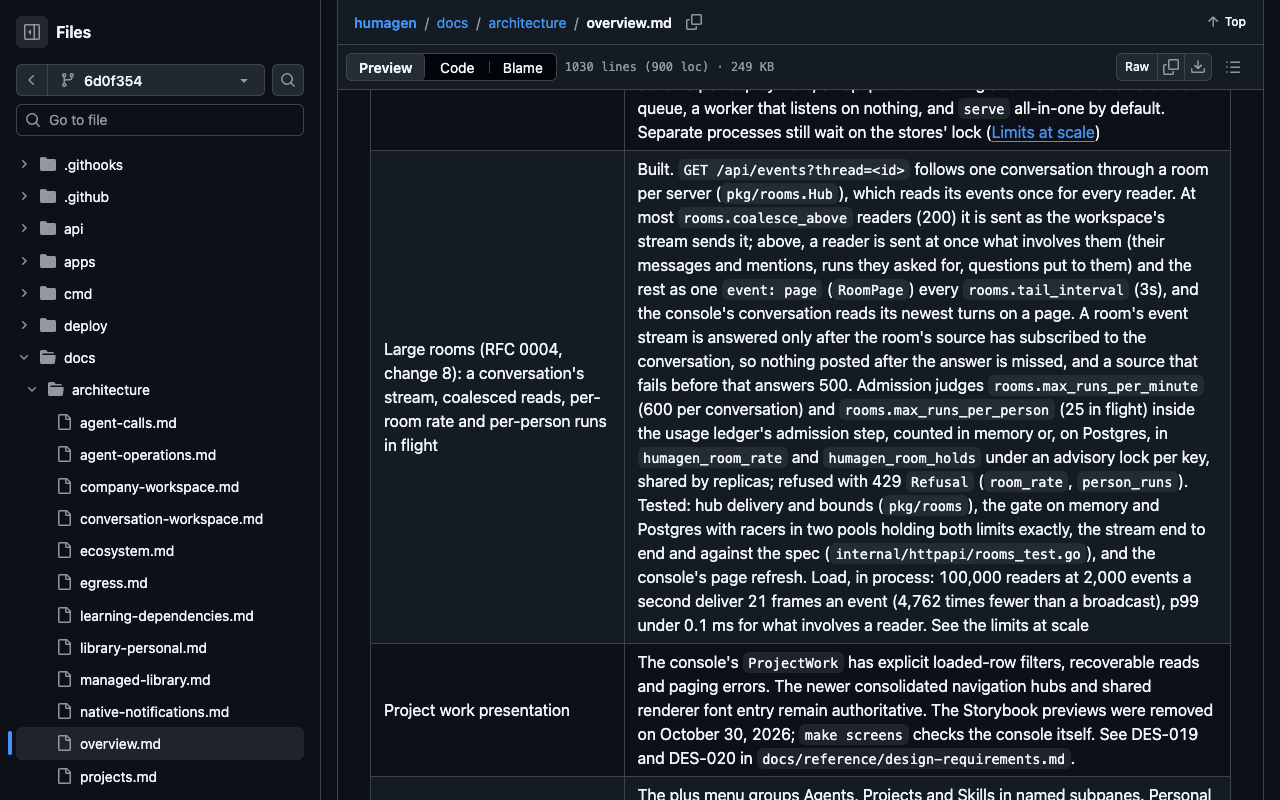 Files
6d0f354
Go to file
.githooks
.github
api
apps
cmd
deploy
docs
architecture
agent-calls.md
agent-operations.md
company-workspace.md
conversation-workspace.md
ecosystem.md
egress.md
learning-dependencies.md
library-personal.md
managed-library.md
native-notifications.md
overview.md
projects.md
humagen / docs / architecture / overview.md
Top
Preview Code Blame 1030 lines (900 loc) · 249 KB
Raw
queue, a worker that listens on nothing, and serve all-in-one by default.
Separate processes still wait on the stores' lock (Limits at scale)
Large rooms (RFC 0004,
change 8): a conversation's
stream, coalesced reads, per-
room rate and per-person runs
in flight
Built. GET /api/events?thread=<id> follows one conversation through a room
per server ( pkg/rooms.Hub ), which reads its events once for every reader. At
most rooms.coalesce_above readers (200) it is sent as the workspace's
stream sends it; above, a reader is sent at once what involves them (their
messages and mentions, runs they asked for, questions put to them) and the
rest as one event: page ( RoomPage ) every rooms.tail_interval (3s), and
the console's conversation reads its newest turns on a page. A room's event
stream is answered only after the room's source has subscribed to the
conversation, so nothing posted after the answer is missed, and a source that
fails before that answers 500. Admission judges rooms.max_runs_per_minute
(600 per conversation) and rooms.max_runs_per_person (25 in flight) inside
the usage ledger's admission step, counted in memory or, on Postgres, in
humagen_room_rate and humagen_room_holds under an advisory lock per key,
shared by replicas; refused with 429 Refusal ( room_rate , person_runs ).
Tested: hub delivery and bounds ( pkg/rooms ), the gate on memory and
Postgres with racers in two pools holding both limits exactly, the stream end to
end and against the spec ( internal/httpapi/rooms_test.go ), and the
console's page refresh. Load, in process: 100,000 readers at 2,000 events a
second deliver 21 frames an event (4,762 times fewer than a broadcast), p99
under 0.1 ms for what involves a reader. See the limits at scale
Project work presentation
The console's ProjectWork has explicit loaded-row filters, recoverable reads
and paging errors. The newer consolidated navigation hubs and shared
renderer font entry remain authoritative. The Storybook previews were removed
on October 30, 2026; make screens checks the console itself. See DES-019
and DES-020 in docs/reference/design-requirements.md .
The plus menu groups Agents, Projects and Skills in named subpanes. Personal